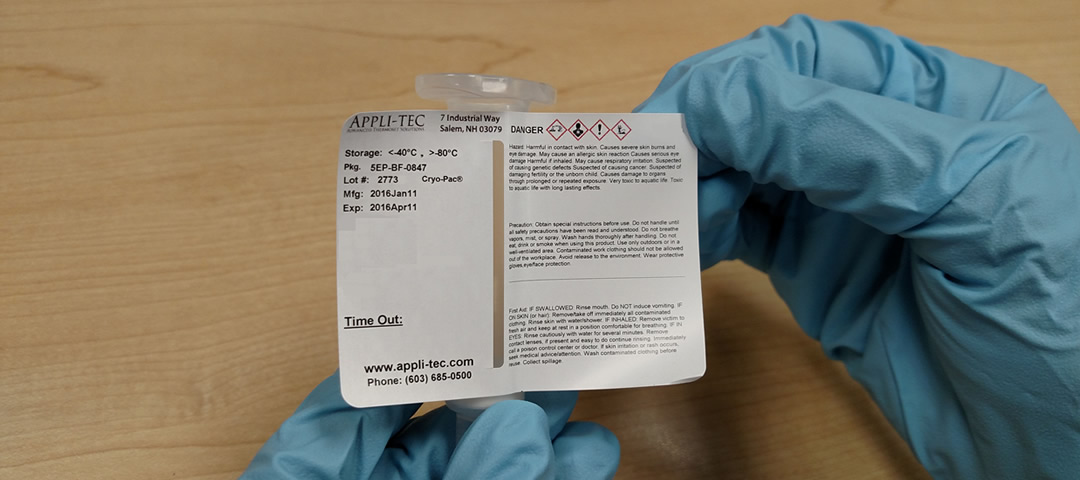 APPLI-TEC
ADVANCED THERMOSET SOLUTIONS
7 Industrial Way
Salem, NH 03079
Storage: <-40°C , >-80°C
Pkg. 5EP-BF-0847
Lot #: 2773 Cryo-Pac®
Mfg: 2016Jan11
Exp: 2016Apr11
Time Out:
www.appli-tec.com
Phone: (603) 685-0500
DANGER
Hazard: Harmful in contact with skin. Causes severe skin burns and
eye damage. May cause an allergic skin reaction Causes serious eye
damage Harmful if inhaled. May cause respiratory irritation. Suspected
of causing genetic defects Suspected of causing cancer. Suspected of
damaging fertility or the unborn child. Causes damage to organs
through prolonged or repeated exposure. Very toxic to aquatic life. Toxic
to aquatic life with long lasting effects.
Precaution: Obtain special instructions before use. Do not handle until
all safety precautions have been read and understood. Do not breathe
vapors, mist, or spray. Wash hands thoroughly after handling. Do not
eat, drink or smoke when using this product. Use only outdoors or in a
well-ventilated area. Contaminated work clothing should not be allowed
out of the workplace. Avoid release to the environment. Wear protective
gloves,eye/face protection.
First Aid: IF SWALLOWED: Rinse mouth. Do NOT induce vomiting. IF
ON SKIN (or hair): Remove/take off immediately all contaminated
clothing. Rinse skin with water/shower. IF INHALED: Remove victim to
fresh air and keep at rest in a position comfortable for breathing. IF IN
EYES: Rinse cautiously with water for several minutes. Remove
contact lenses, if present and easy to do continue rinsing. Immediately
call a poison control center or doctor. If skin irritation or rash occurs,
seek medical advice/attention. Wash contaminated clothing before
reuse. Collect spillage.